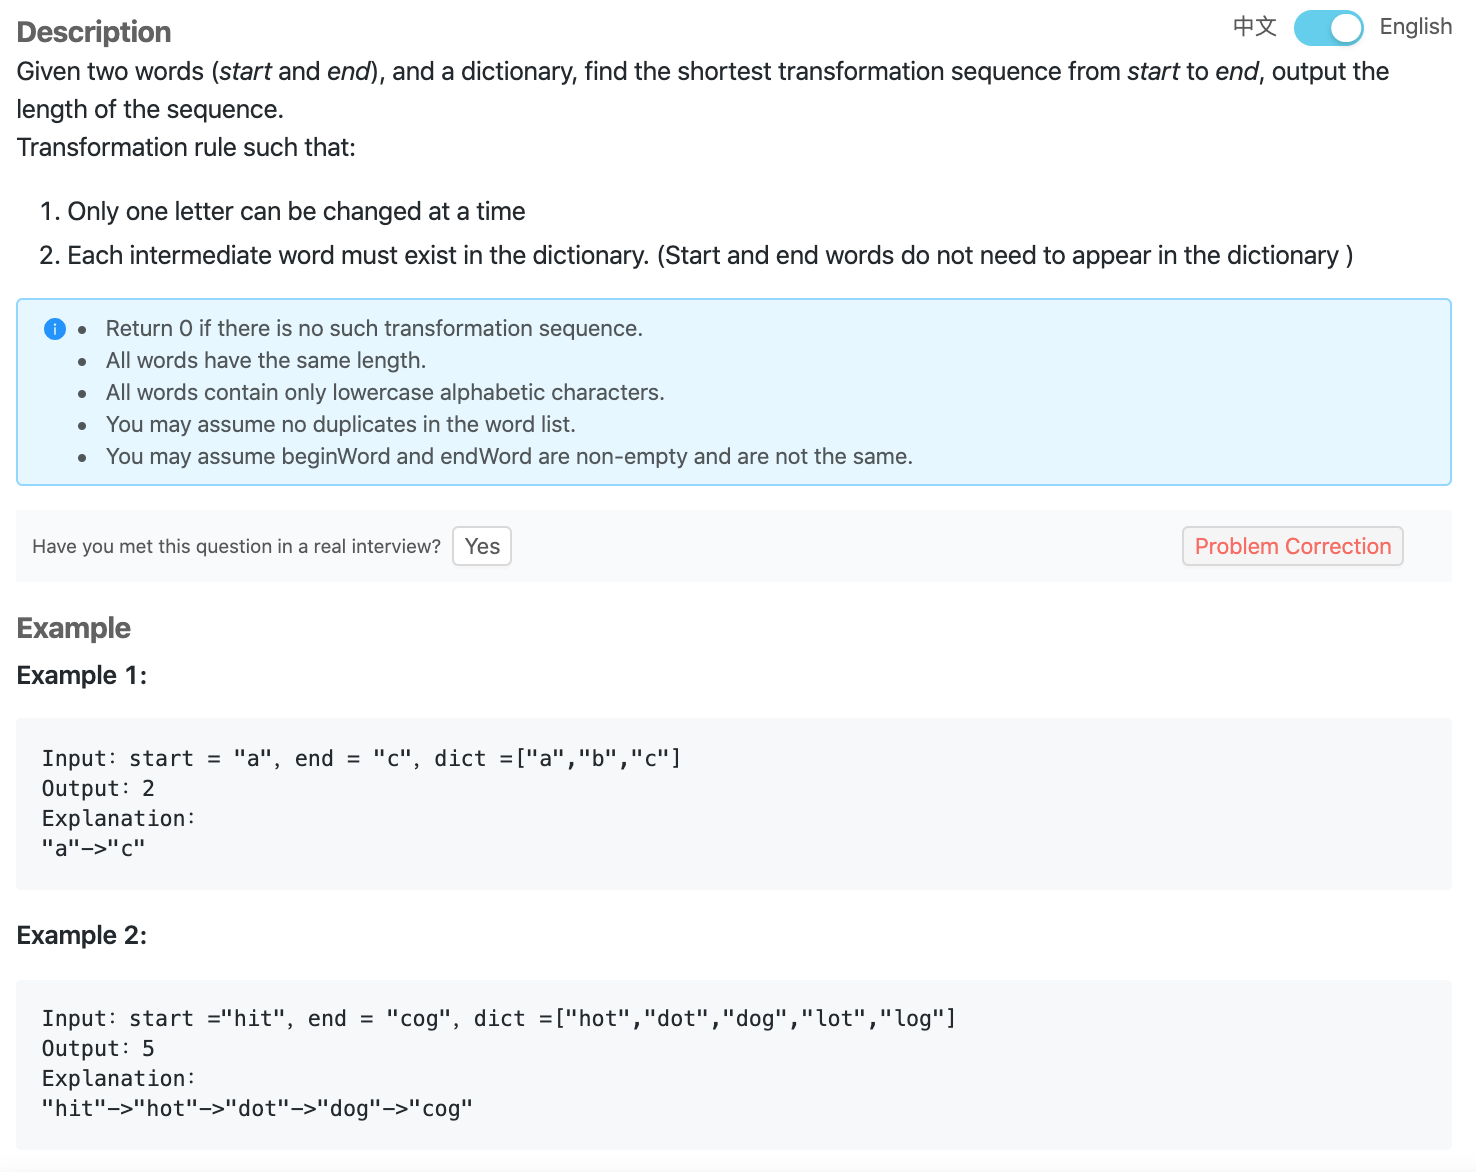 Description
中文 English
Given two words (start and end), and a dictionary, find the shortest transformation sequence from start to end, output the
length of the sequence.
Transformation rule such that:
1. Only one letter can be changed at a time
2. Each intermediate word must exist in the dictionary. (Start and end words do not need to appear in the dictionary )
i • Return 0 if there is no such transformation sequence.
• All words have the same length.
• All words contain only lowercase alphabetic characters.
• You may assume no duplicates in the word list.
• You may assume beginWord and endWord are non-empty and are not the same.
Have you met this question in a real interview? Yes Problem Correction
Example
Example 1:
Input: start = "a", end = "c", dict =["a","b","c"]
Output: 2
Explanation:
"a"->"c"
Example 2:
Input: start ="hit", end = "cog", dict =["hot","dot","dog","lot","log"]
Output: 5
Explanation:
"hit"->"hot"->"dot"->"dog"->"cog"